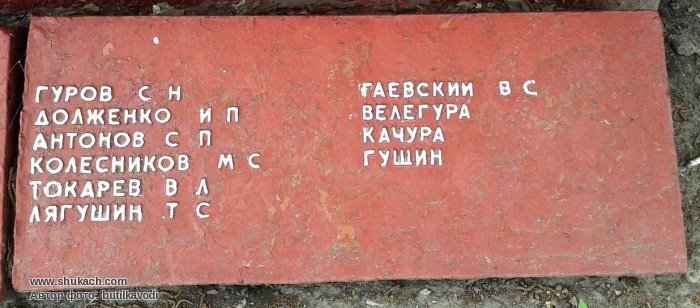 ГУРОВ С Н
ДОЛЖЕНКО И П
АНТОНОВ С П
КОЛЕСНИКОВ М С
ТОКАРЕВ В Л
ЛЯГУШИН Т С
ГАЕВСКИЙ В С
ВЕЛЕГУРА
КАЧУРА
ГУШИН
www.shukach.com
Автор фото: butilkavodi